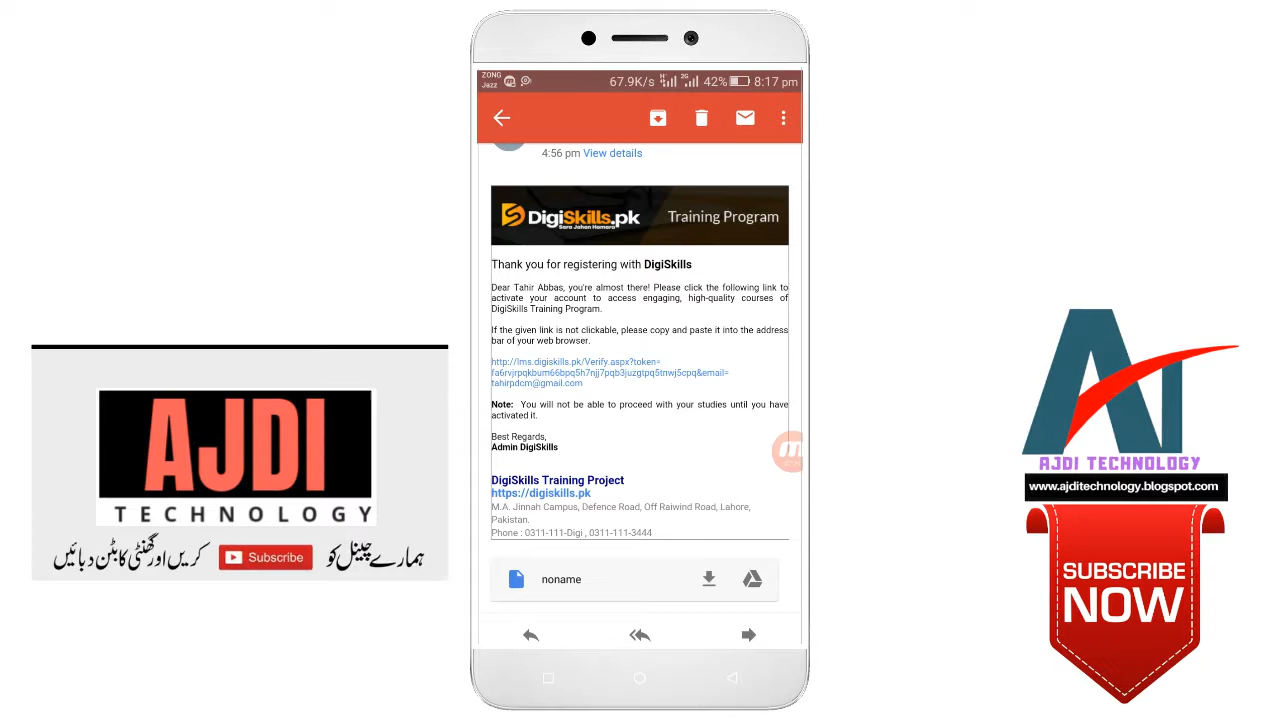 ZONG
Jazz
67.9K/s
H
2G
42%
8:17 pm
4:56 pm View details
DigiSkills.pk
Sara Jahan Hamara
Training Program
Thank you for registering with DigiSkills
Dear Tahir Abbas, you're almost there! Please click the following link to
activate your account to access engaging, high-quality courses of
DigiSkills Training Program.
If the given link is not clickable, please copy and paste it into the address
bar of your web browser.
http://lms.digiskills.pk/Verify.aspx?token=
fa6rvjrpqkbum66bpq5h7njj7pqb3juzgtpq5tnwj5cpq&email=
tahirpdcm@gmail.com
Note: You will not be able to proceed with your studies until you have
activated it.
Best Regards,
Admin DigiSkills
DigiSkills Training Project
https://digiskills.pk
M.A. Jinnah Campus, Defence Road, Off Raiwind Road, Lahore,
Pakistan.
Phone : 0311-111-Digi , 0311-111-3444
noname
AJDI
TECHNOLOGY
ہمارے چینل کو Subscribe کریں اور گھنٹی کا بٹن دبائیں
AJDI TECHNOLOGY
www.ajditechnology.blogspot.com
SUBSCRIBE
NOW